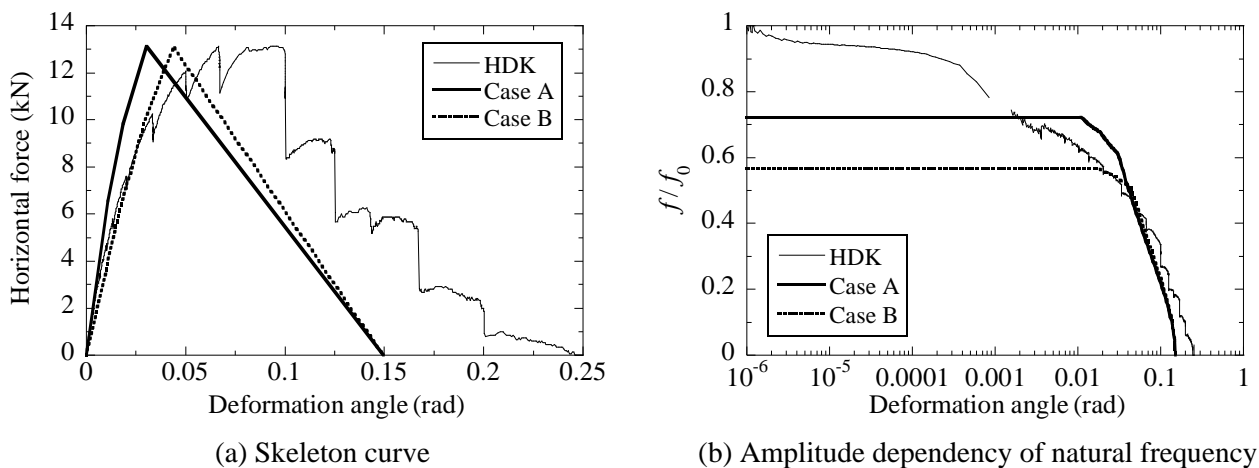 14
12
10
8
6
4
2
0
Horizontal force (kN)
0 0.05 0.1 0.15 0.2 0.25
Deformation angle (rad)
HDK
Case A
Case B
(a) Skeleton curve
1
0.8
0.6
0.4
0.2
0
f/f0
10-6 10-5 0.0001 0.001 0.01 0.1 1
Deformation angle (rad)
HDK
Case A
Case B
(b) Amplitude dependency of natural frequency